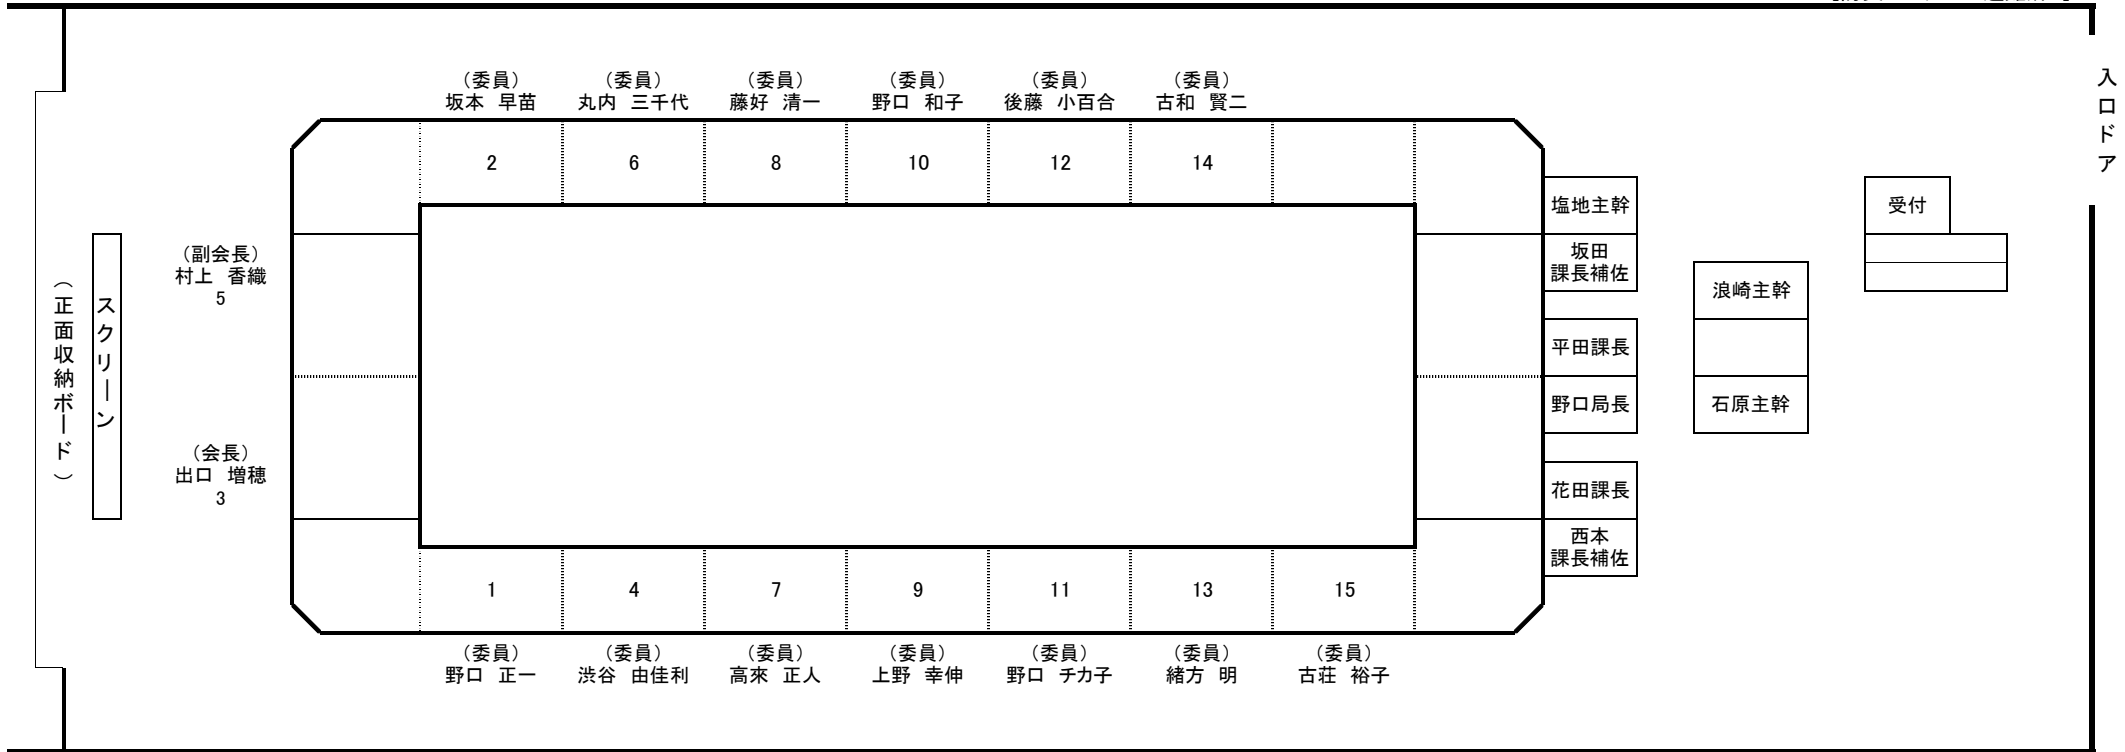 入口ドア
（委員）
坂本 早苗
（委員）
丸内 三千代
（委員）
藤好 清一
（委員）
野口 和子
（委員）
後藤 小百合
（委員）
古和 賢二
2
6
8
10
12
14
（正面収納ボード）
スクリーン
（副会長）
村上 香織
5
（会長）
出口 増穂
3
塩地主幹
坂田
課長補佐
平田課長
野口局長
花田課長
西本
課長補佐
浪崎主幹
石原主幹
受付
1
4
7
9
11
13
15
（委員）
野口 正一
（委員）
渋谷 由佳利
（委員）
高來 正人
（委員）
上野 幸伸
（委員）
野口 チカ子
（委員）
緒方 明
（委員）
古荘 裕子